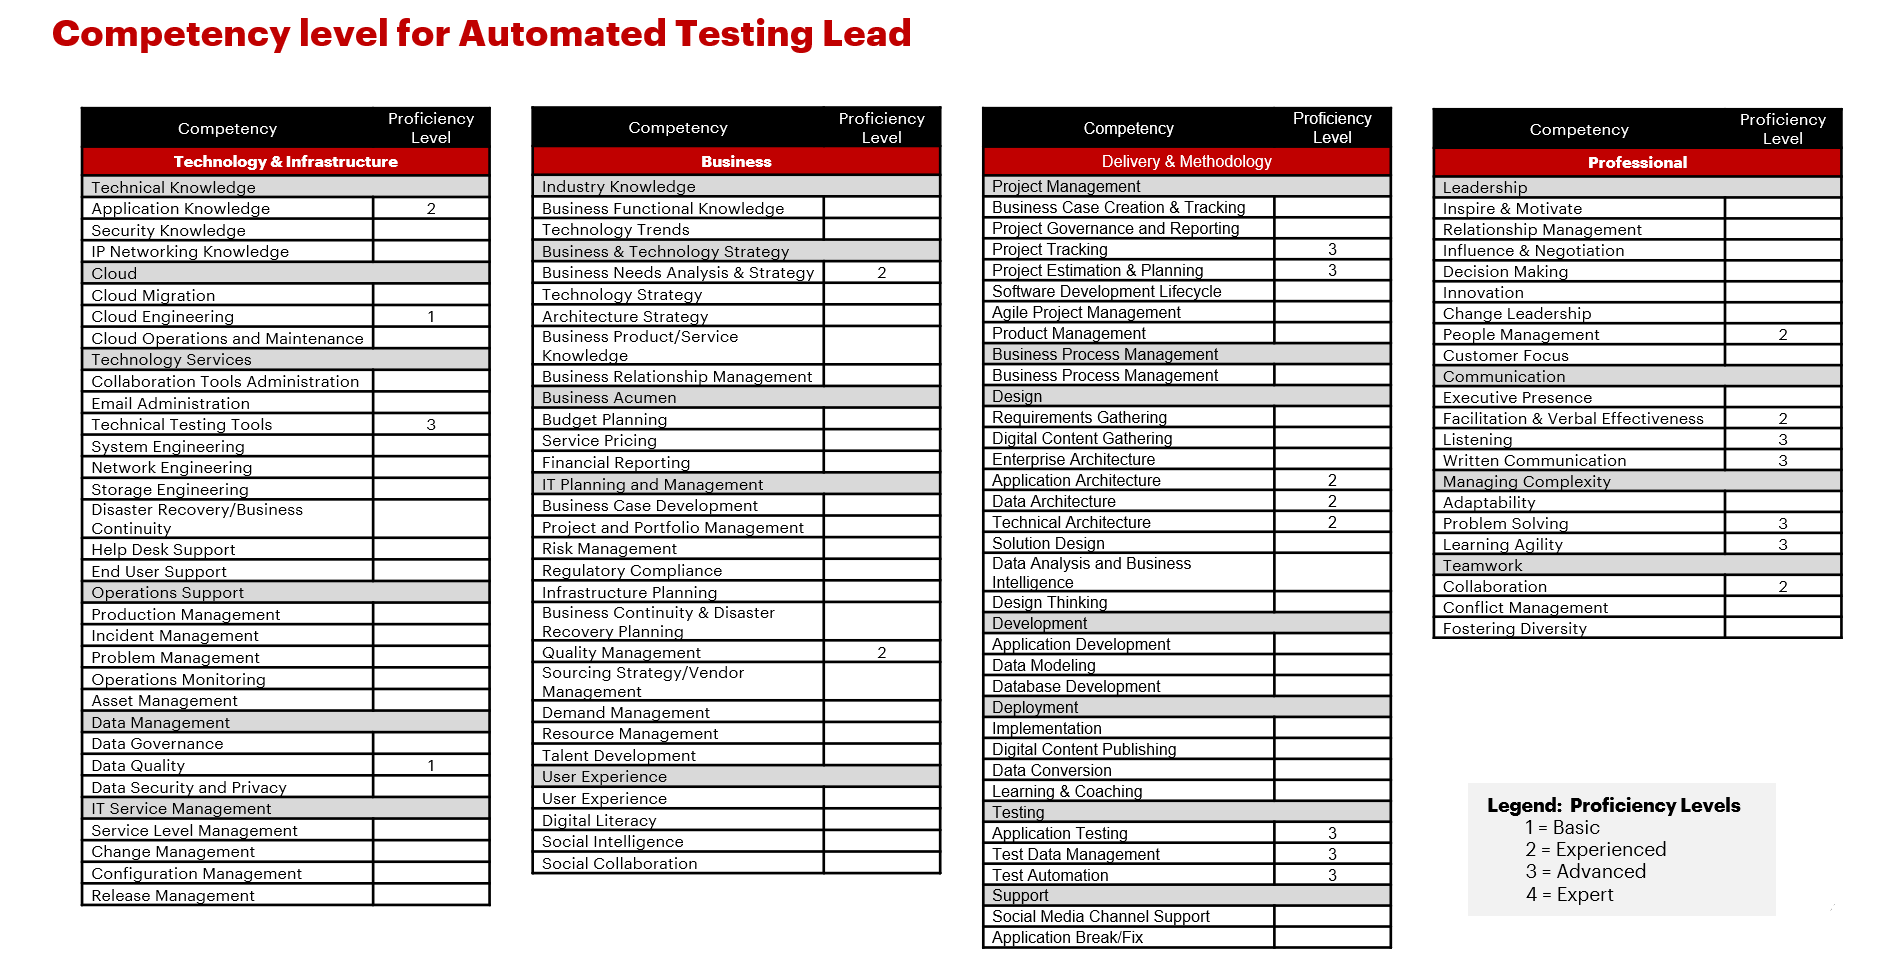 Competency level for Automated Testing Lead
Competency Proficiency Level
Technology & Infrastructure
Technical Knowledge
Application Knowledge 2
Security Knowledge
IP Networking Knowledge
Cloud
Cloud Migration
Cloud Engineering 1
Cloud Operations and Maintenance
Technology Services
Collaboration Tools Administration
Email Administration
Technical Testing Tools 3
System Engineering
Network Engineering
Storage Engineering
Disaster Recovery/Business
Continuity
Help Desk Support
End User Support
Operations Support
Production Management
Incident Management
Problem Management
Operations Monitoring
Asset Management
Data Management
Data Governance
Data Quality 1
Data Security and Privacy
IT Service Management
Service Level Management
Change Management
Configuration Management
Release Management
Competency Proficiency Level
Business
Industry Knowledge
Business Functional Knowledge
Technology Trends
Business & Technology Strategy
Business Needs Analysis & Strategy 2
Technology Strategy
Architecture Strategy
Business Product/Service
Knowledge
Business Relationship Management
Business Acumen
Budget Planning
Service Pricing
Financial Reporting
IT Planning and Management
Business Case Development
Project and Portfolio Management
Risk Management
Regulatory Compliance
Infrastructure Planning
Business Continuity & Disaster
Recovery Planning
Quality Management 2
Sourcing Strategy/Vendor
Management
Demand Management
Resource Management
Talent Development
User Experience
User Experience
Digital Literacy
Social Intelligence
Social Collaboration
Competency Proficiency Level
Delivery & Methodology
Project Management
Business Case Creation & Tracking
Project Governance and Reporting
Project Tracking 3
Project Estimation & Planning 3
Software Development Lifecycle
Agile Project Management
Product Management
Business Process Management
Business Process Management
Design
Requirements Gathering
Digital Content Gathering
Enterprise Architecture
Application Architecture 2
Data Architecture 2
Technical Architecture 2
Solution Design
Data Analysis and Business
Intelligence
Design Thinking
Development
Application Development
Data Modeling
Database Development
Deployment
Implementation
Digital Content Publishing
Data Conversion
Learning & Coaching
Testing
Application Testing 3
Test Data Management 3
Test Automation 3
Support
Social Media Channel Support
Application Break/Fix
Competency Proficiency Level
Professional
Leadership
Inspire & Motivate
Relationship Management
Influence & Negotiation
Decision Making
Innovation
Change Leadership
People Management 2
Customer Focus
Communication
Executive Presence
Facilitation & Verbal Effectiveness 2
Listening 3
Written Communication 3
Managing Complexity
Adaptability
Problem Solving 3
Learning Agility 3
Teamwork
Collaboration 2
Conflict Management
Fostering Diversity
Legend: Proficiency Levels
1 = Basic
2 = Experienced
3 = Advanced
4 = Expert